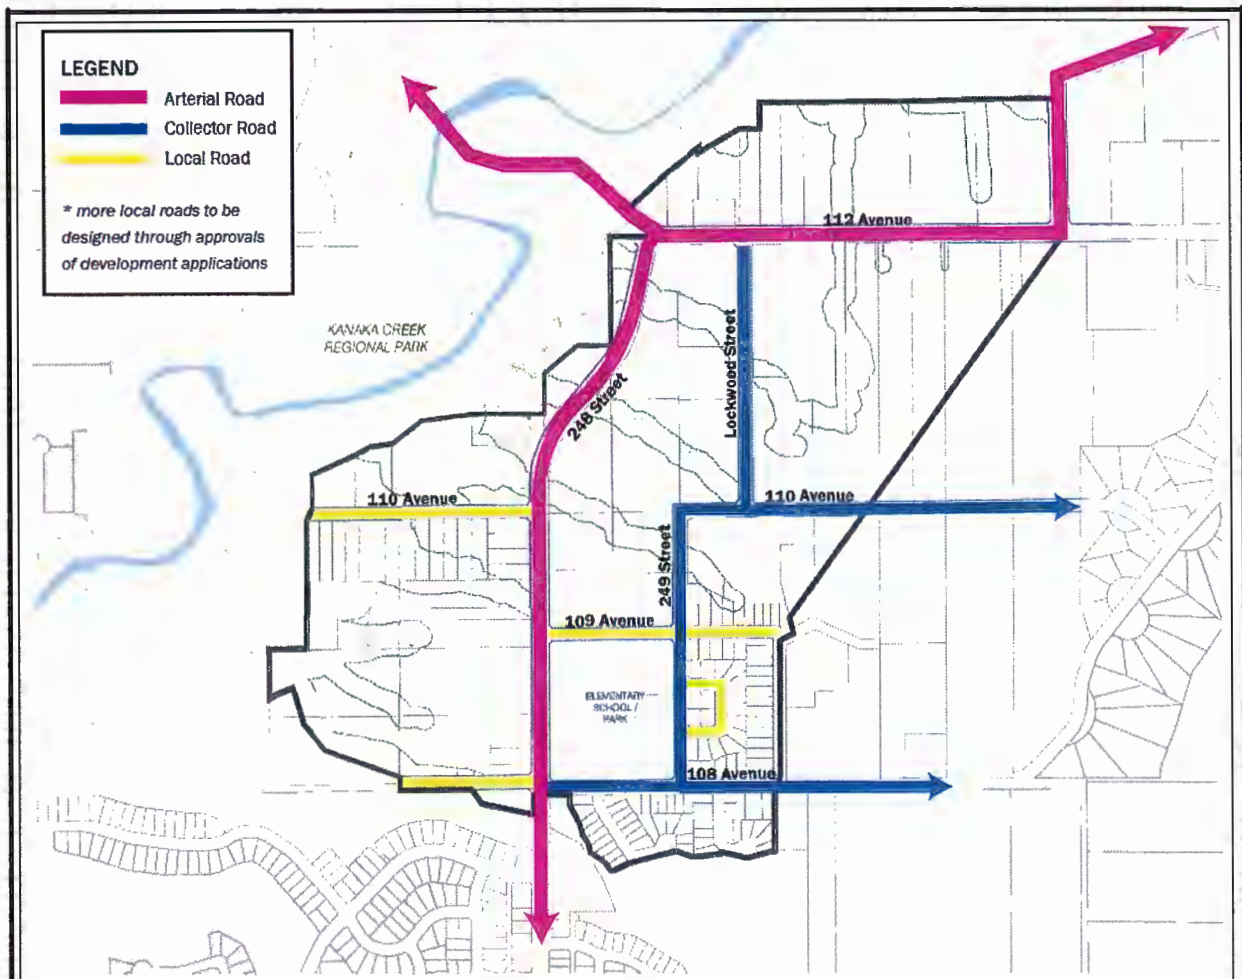 LEGEND
Arterial Road
Collector Road
Local Road
* more local roads to be
designed through approvals
of development applications
112 Avenue
KANAKA CREEK
REGIONAL PARK
Lockwood Street
248 Street
110 Avenue
110 Avenue
249 Street
109 Avenue
ELEMENTARY
SCHOOL /
PARK
108 Avenue